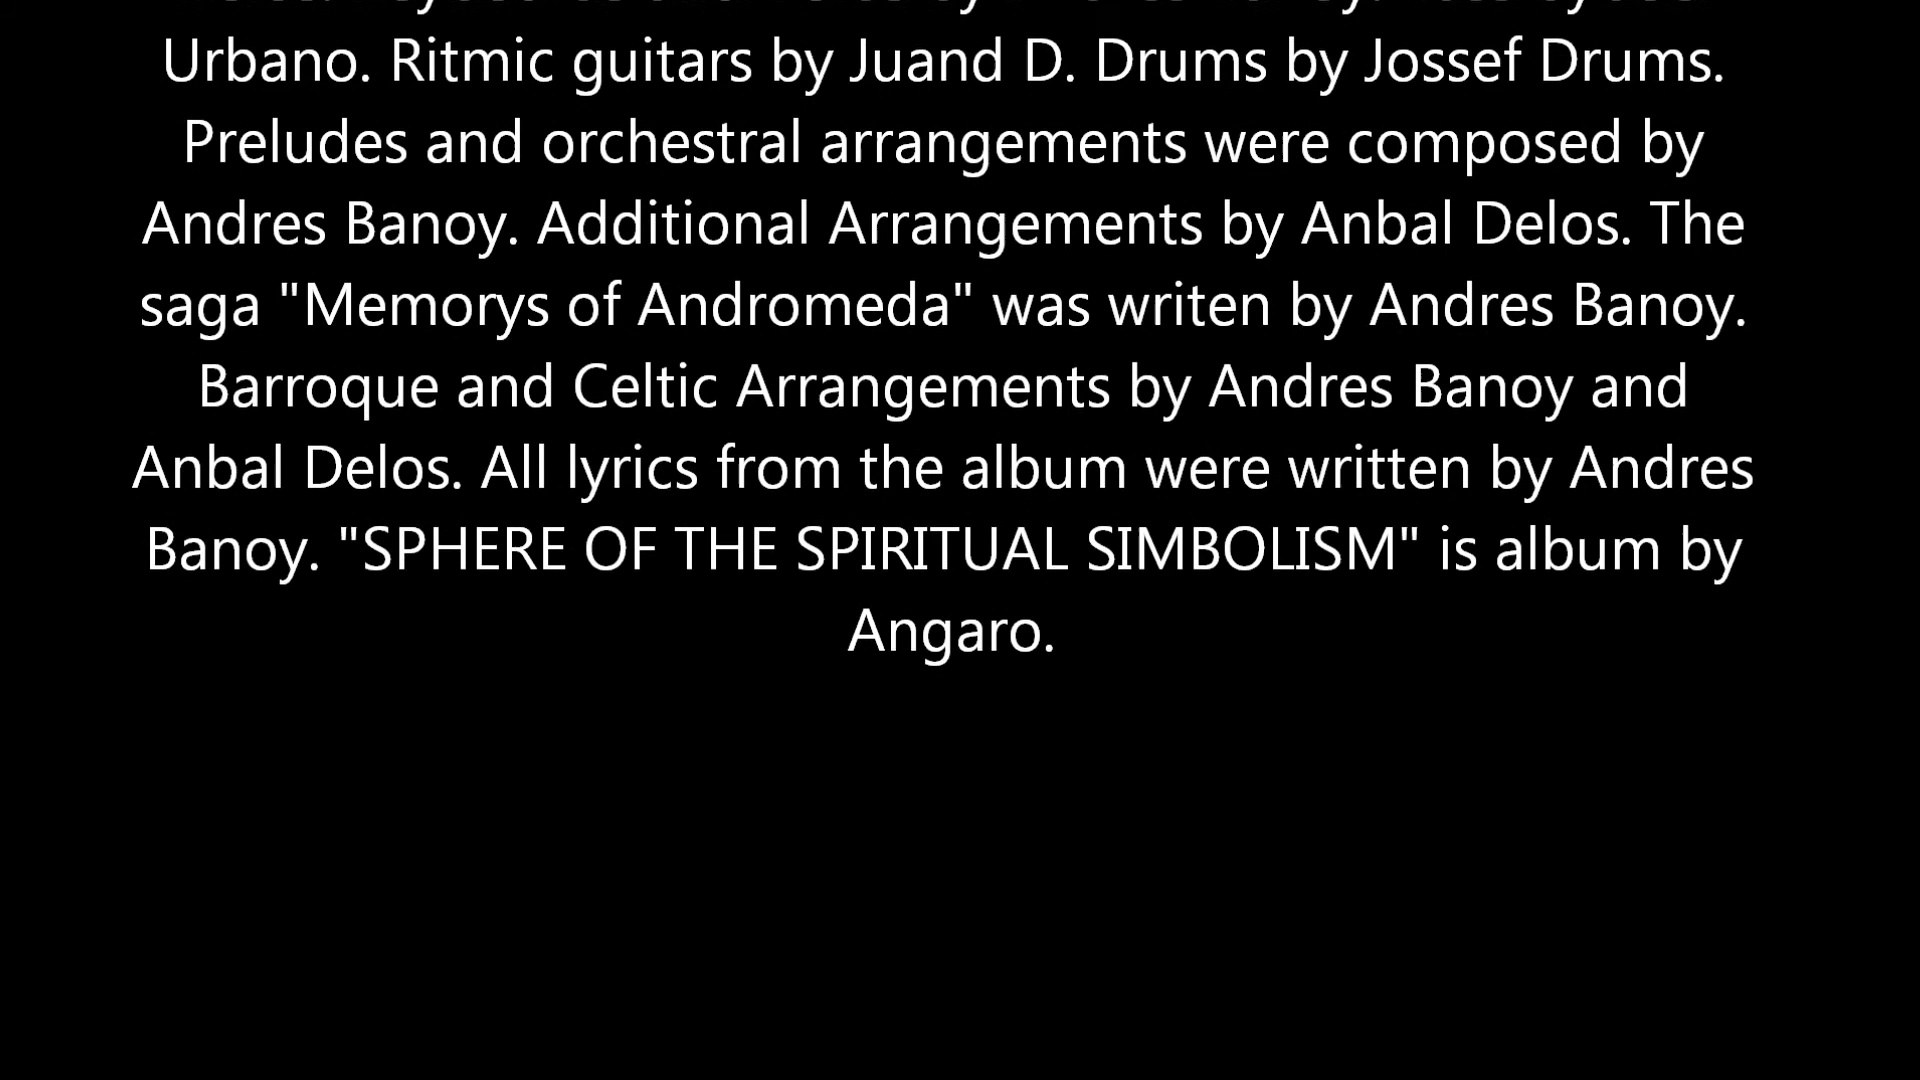 Urbano. Ritmic guitars by Juand D. Drums by Jossef Drums.
Preludes and orchestral arrangements were composed by
Andres Banoy. Additional Arrangements by Anbal Delos. The
saga "Memorys of Andromeda" was writen by Andres Banoy.
Barroque and Celtic Arrangements by Andres Banoy and
Anbal Delos. All lyrics from the album were written by Andres
Banoy. "SPHERE OF THE SPIRITUAL SIMBOLISM" is album by
Angaro.